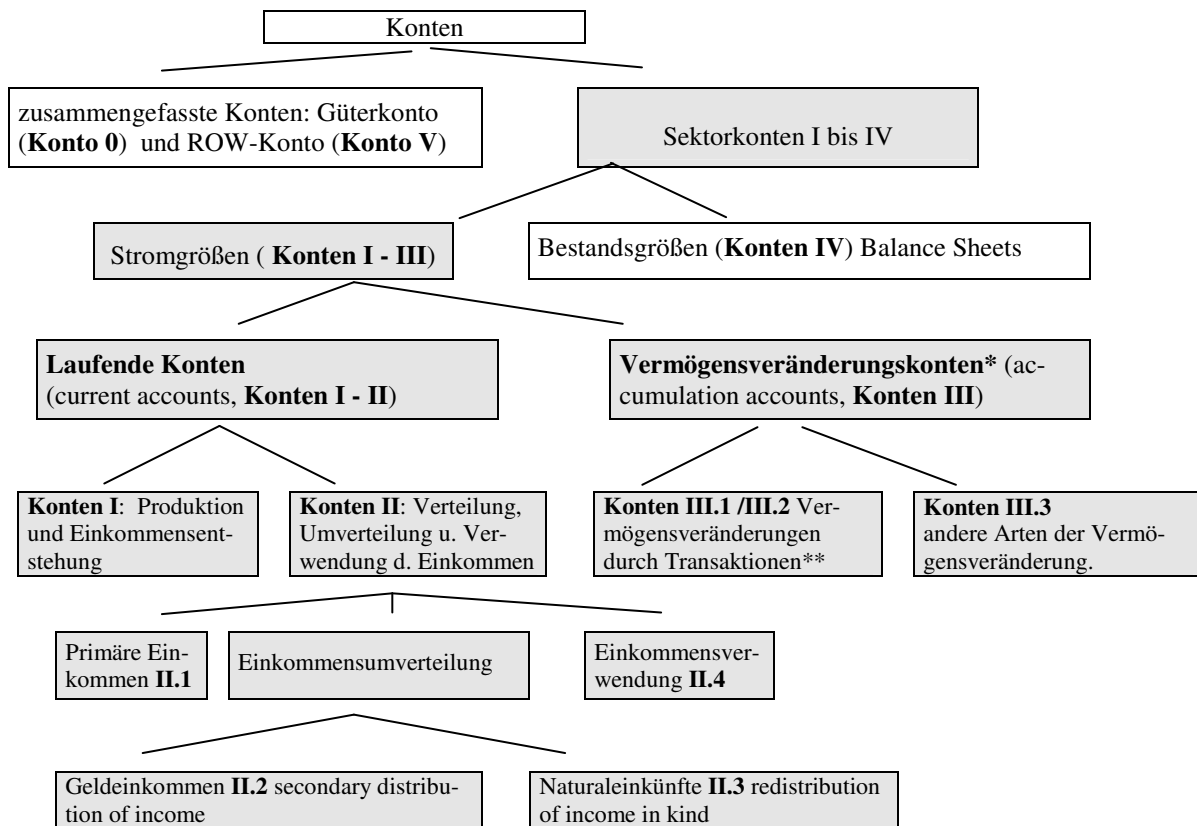 Konten
zusammengefasste Konten: Güterkonto
(Konto 0) und ROW-Konto (Konto V)
Sektorkonten I bis IV
Stromgrößen ( Konten I - III)
Bestandsgrößen (Konten IV) Balance Sheets
Laufende Konten
(current accounts, Konten I - II)
Vermögensveränderungskonten* (ac-
cumulation accounts, Konten III)
Konten I: Produktion
und Einkommensent-
stehung
Konten II: Verteilung,
Umverteilung u. Ver-
wendung d. Einkommen
Konten III.1 /III.2 Ver-
mögensveränderungen
durch Transaktionen**
Konten III.3
andere Arten der Vermö-
gensveränderung.
Primäre Ein-
kommen II.1
Einkommensumverteilung
Einkommensver-
wendung II.4
Geldeinkommen II.2 secondary distribu-
tion of income
Naturaleinkünfte II.3 redistribution
of income in kind